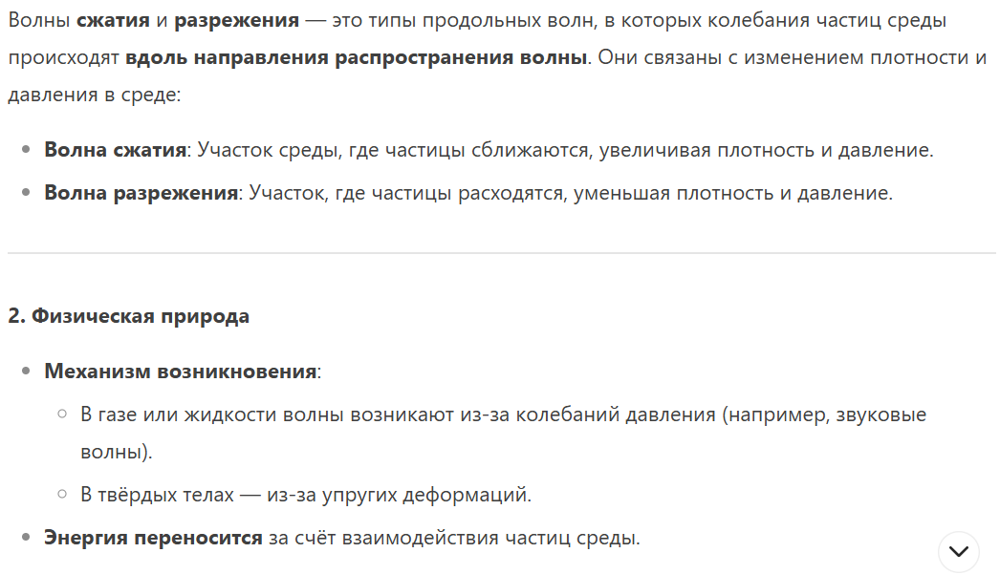 Волны сжатия и разрежения — это типы продольных волн, в которых колебания частиц среды
происходят вдоль направления распространения волны. Они связаны с изменением плотности и
давления в среде:
Волна сжатия: Участок среды, где частицы сближаются, увеличивая плотность и давление.
Волна разрежения: Участок, где частицы расходятся, уменьшая плотность и давление.
2. Физическая природа
Механизм возникновения:
В газе или жидкости волны возникают из-за колебаний давления (например, звуковые
волны).
В твёрдых телах — из-за упругих деформаций.
Энергия переносится за счёт взаимодействия частиц среды.